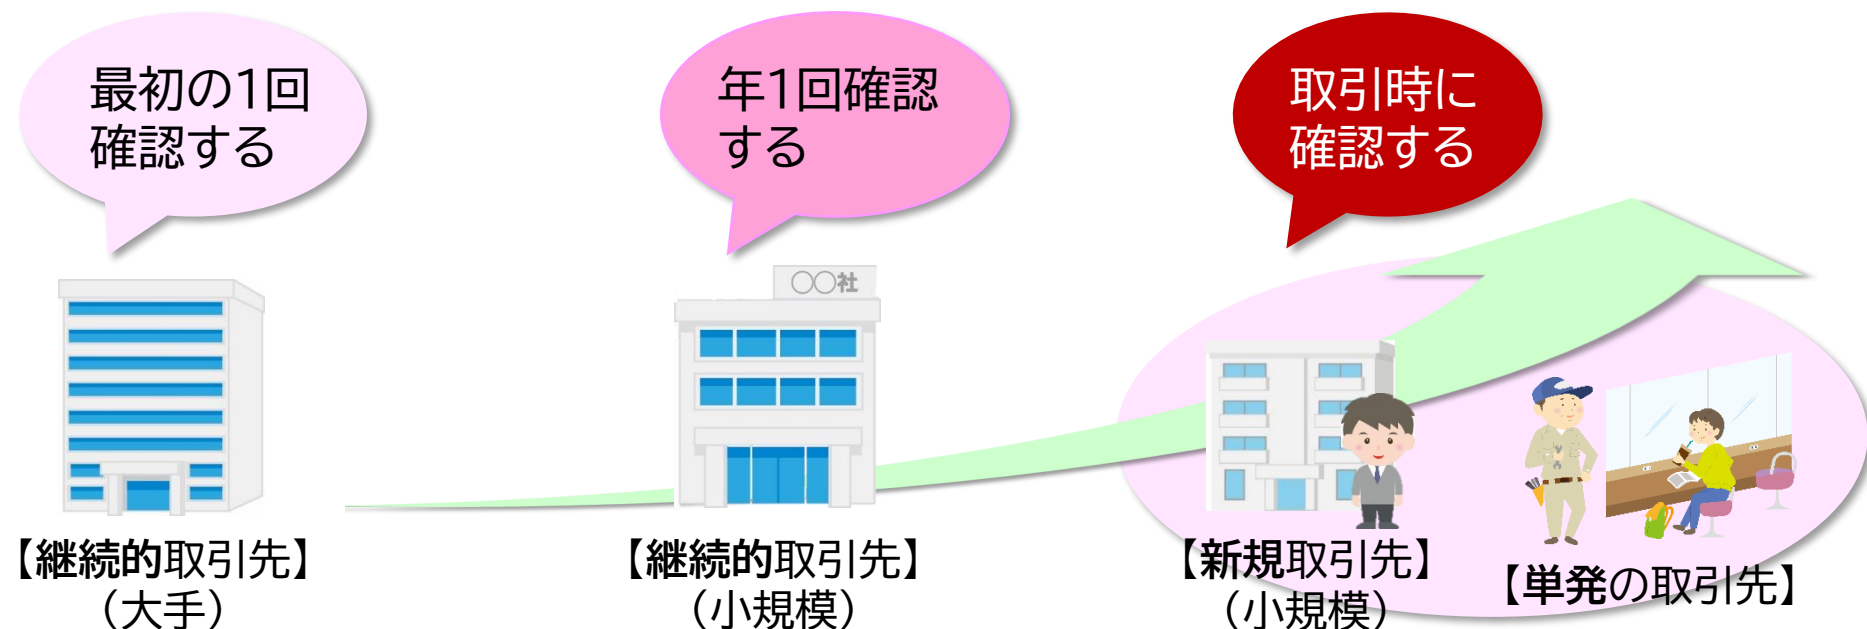 最初の1回
確認する
年1回確認
する
取引時に
確認する
〇〇社
【継続的取引先】
（大手）
【継続的取引先】
（小規模）
【新規取引先】
（小規模）
【単発の取引先】